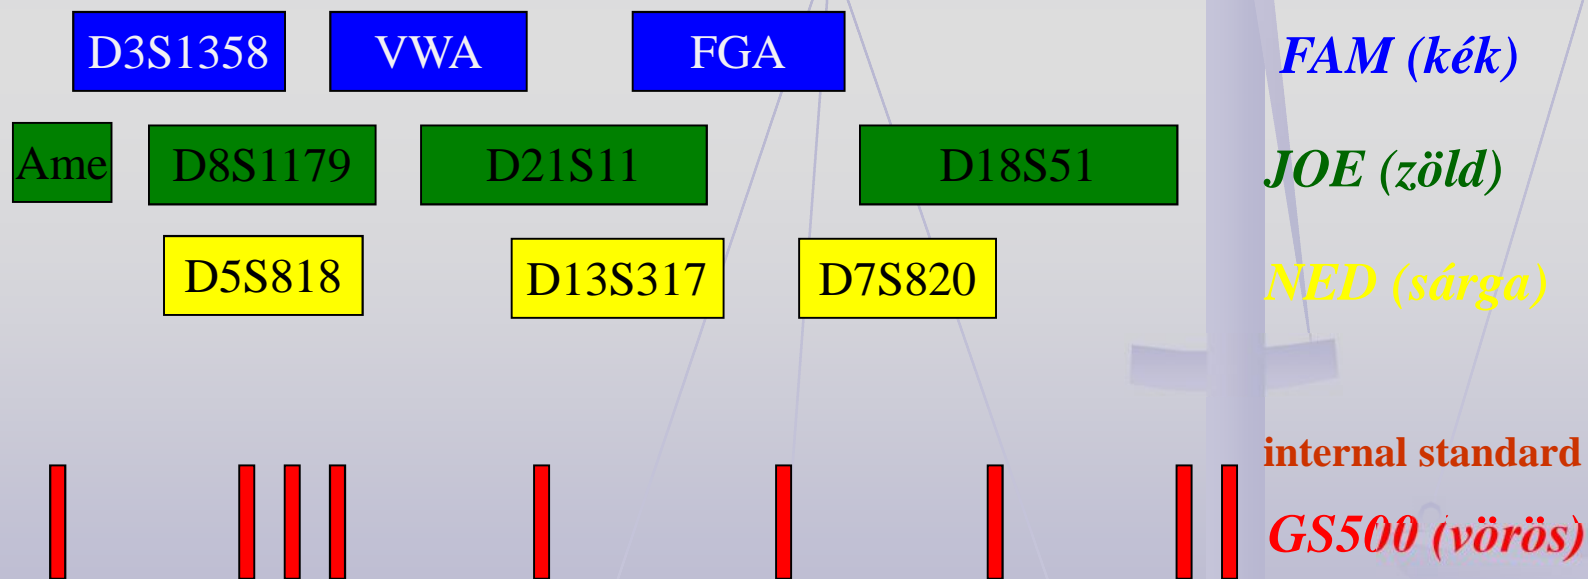 D3S1358 VWA FGA FAM (kék)
Ame D8S1179 D21S11 D18S51 JOE (zöld)
D5S818 D13S317 D7S820 NED (sárga)
internal standard
GS500 (vörös)